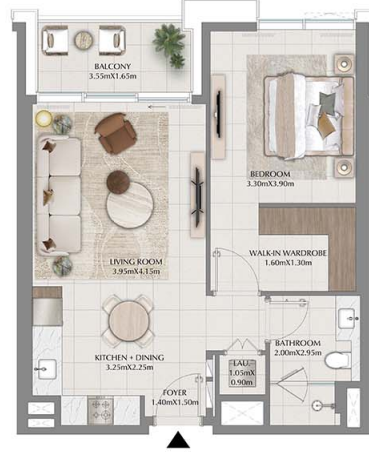 BALCONY
3.55mX1.65m
BEDROOM
3.30mX3.90m
LIVING ROOM
3.95mX4.15m
WALK-IN WARDROBE
1.60mX1.30m
KITCHEN + DINING
3.25mX2.25m
BATHROOM
2.00mX2.95m
LAU.
1.05mX
0.90m
FOYER
1.40mX1.50m